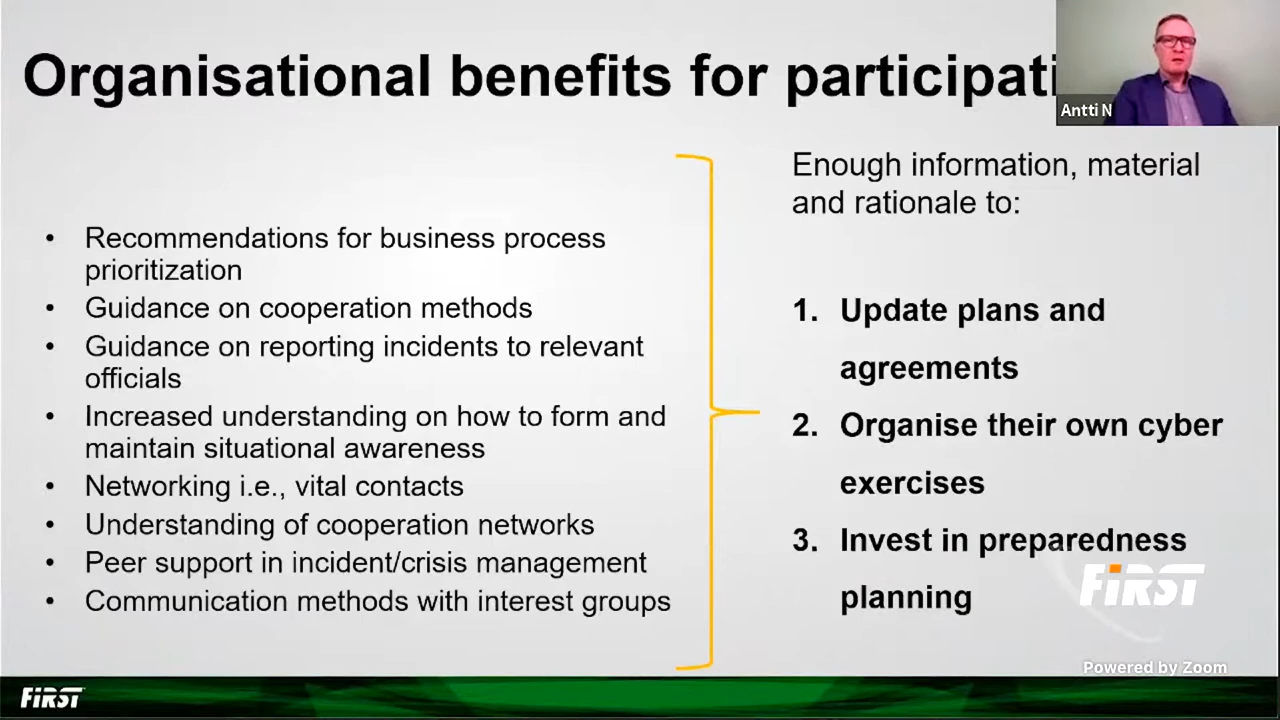 Organisational benefits for participati
Antti N
• Recommendations for business process
prioritization
• Guidance on cooperation methods
• Guidance on reporting incidents to relevant
officials
• Increased understanding on how to form and
maintain situational awareness
• Networking i.e., vital contacts
• Understanding of cooperation networks
• Peer support in incident/crisis management
• Communication methods with interest groups
Enough information, material
and rationale to:
1. Update plans and
agreements
2. Organise their own cyber
exercises
3. Invest in preparedness
planning
FiRST
Powered by Zoom
FiRST